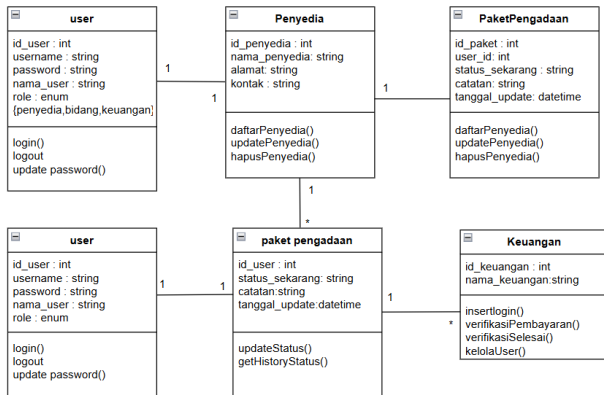 user
id_user : int
username : string
password : string
nama_user : string
role : enum
{penyedia,bidang,keuangan}
login()
logout
update password()
1
1
Penyedia
id_penyedia : int
nama_penyedia: string
alamat: string
kontak : string
daftarPenyedia()
updatePenyedia()
hapusPenyedia()
1
1
PaketPengadaan
id_paket : int
user_id: int
status_sekarang : string
catatan: string
tanggal_update: datetime
daftarPenyedia()
updatePenyedia()
hapusPenyedia()
1
*
user
id_user : int
username : string
password : string
nama_user : string
role : enum
login()
logout
update password()
1
1
paket pengadaan
id_user : int
status_sekarang: string
catatan:string
tanggal_update:datetime
updateStatus()
getHistoryStatus()
1
*
Keuangan
id_keuangan : int
nama_keuangan:string
insertlogin()
verifikasiPembayaran()
verifikasiSelesai()
kelolaUser()